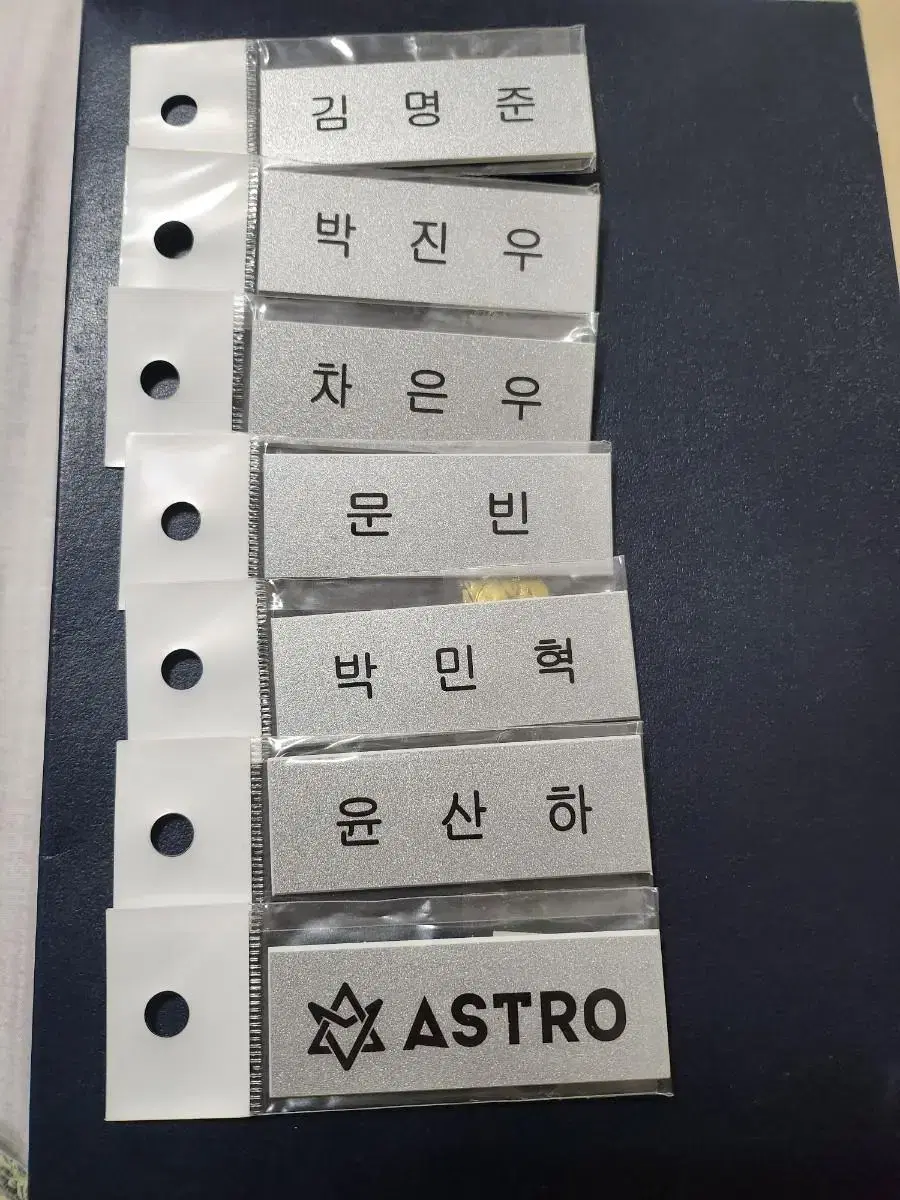 김명준
박진우
차은우
문빈
박민혁
윤산하
ASTRO